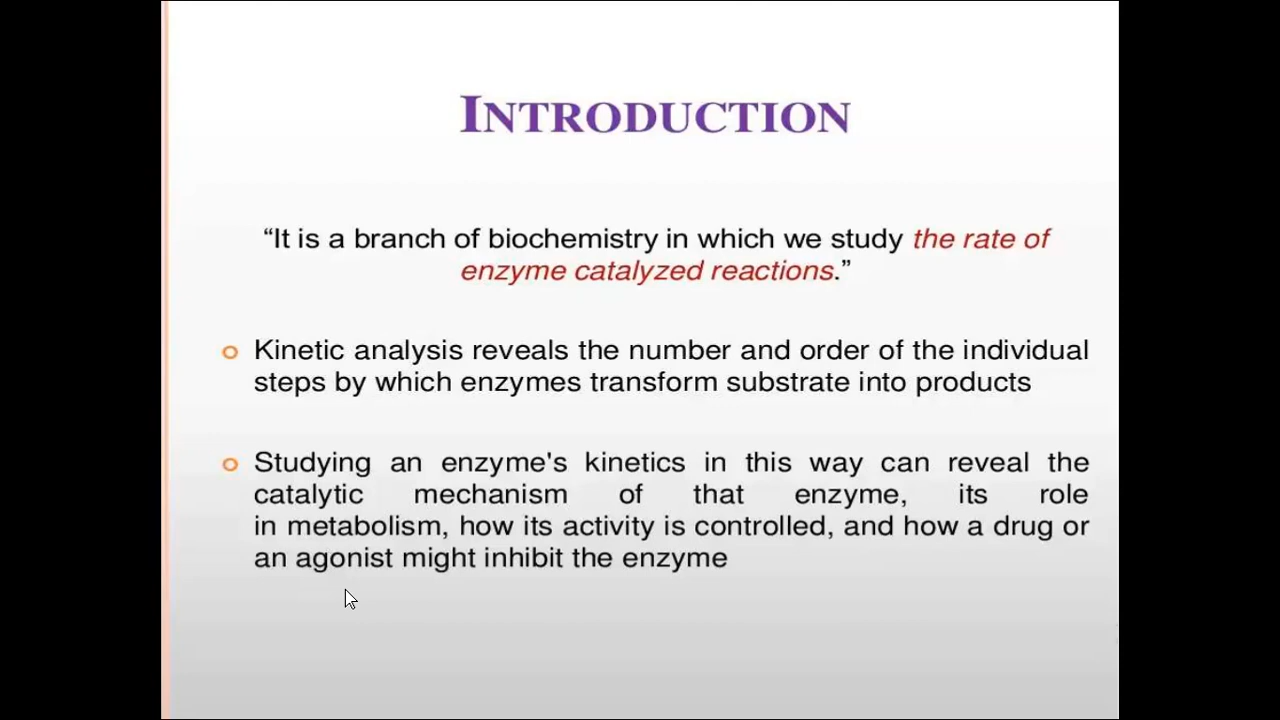 INTRODUCTION
“It is a branch of biochemistry in which we study the rate of
enzyme catalyzed reactions.”
Kinetic analysis reveals the number and order of the individual
steps by which enzymes transform substrate into products
Studying an enzyme's kinetics in this way can reveal the
catalytic mechanism of that enzyme, its role
in metabolism, how its activity is controlled, and how a drug or
an agonist might inhibit the enzyme